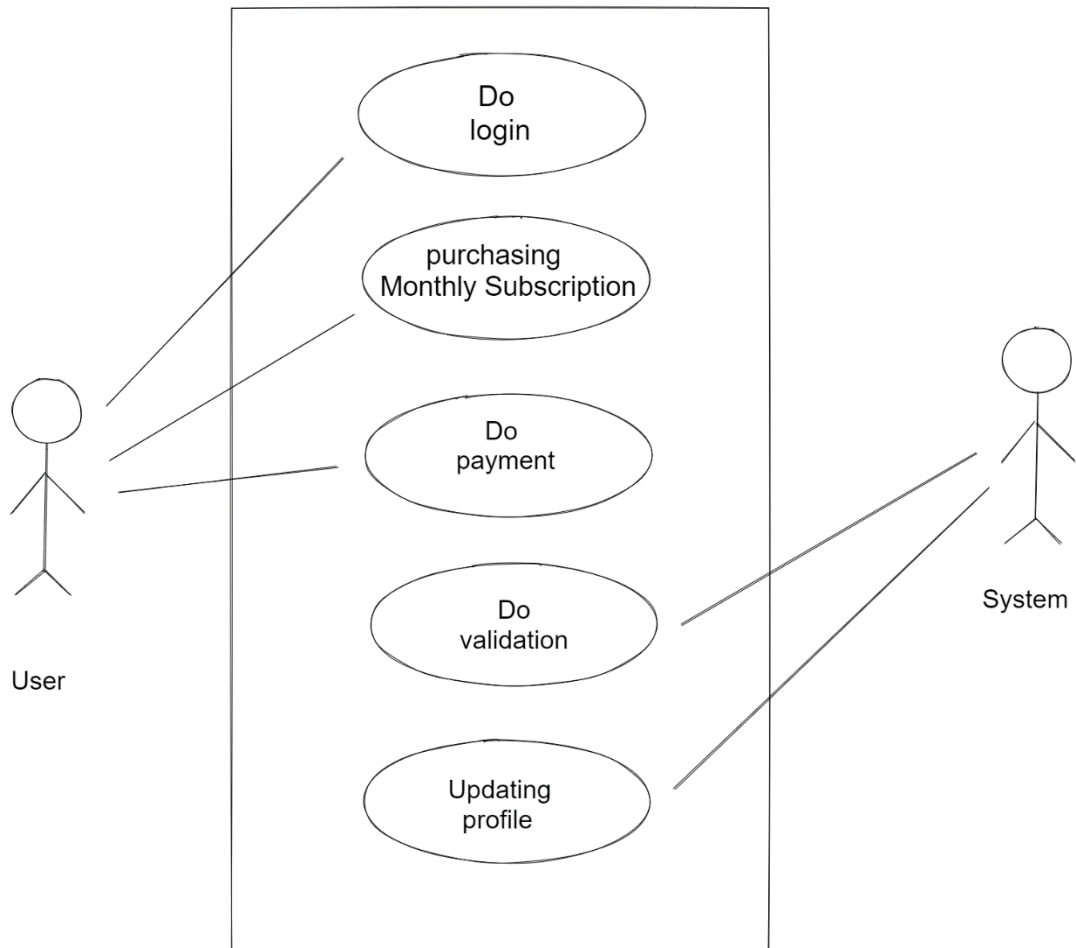 Do
login
purchasing
Monthly Subscription
Do
payment
Do
validation
System
User
Updating
profile